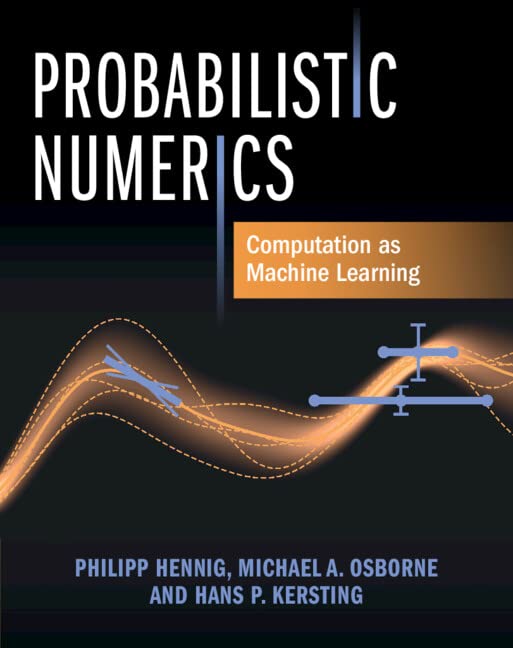 PROBABILISTIC
NUMERICS
Computation as
Machine Learning
PHILIPP HENNIG, MICHAEL A. OSBORNE
AND HANS P. KERSTING